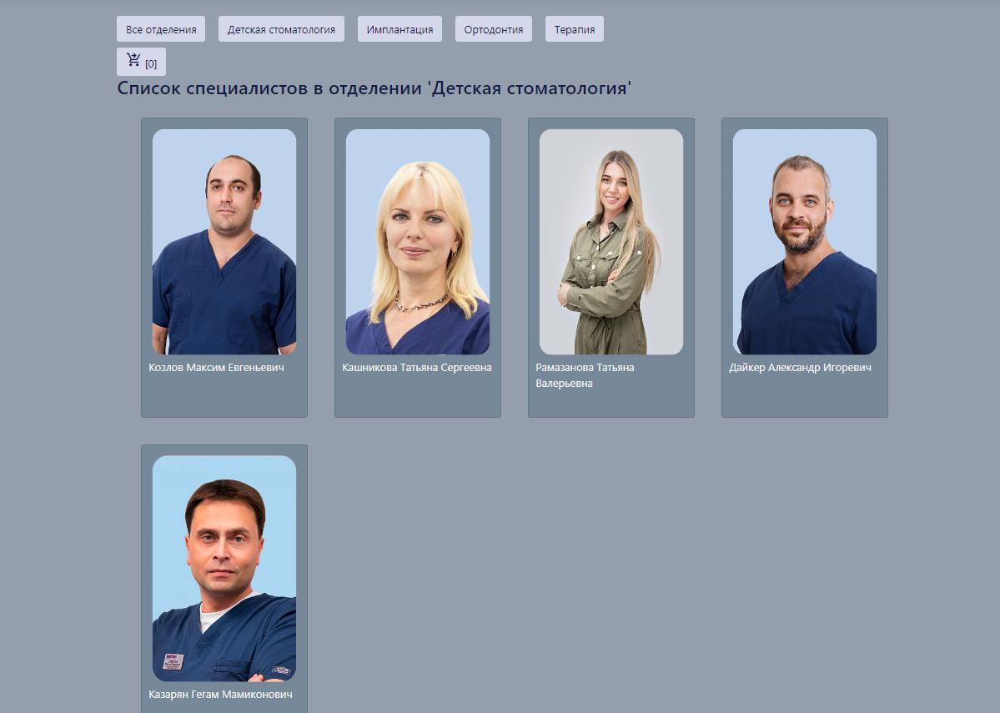 Все отделения Детская стоматология Имплантация Ортодонтия Терапия
[0]
Список специалистов в отделении 'Детская стоматология'
Козлов Максим Евгеньевич
Кашникова Татьяна Сергеевна
Рамазанова Татьяна
Валерьевна
Дайкер Александр Игоревич
Казарян Гегам Мамиконович